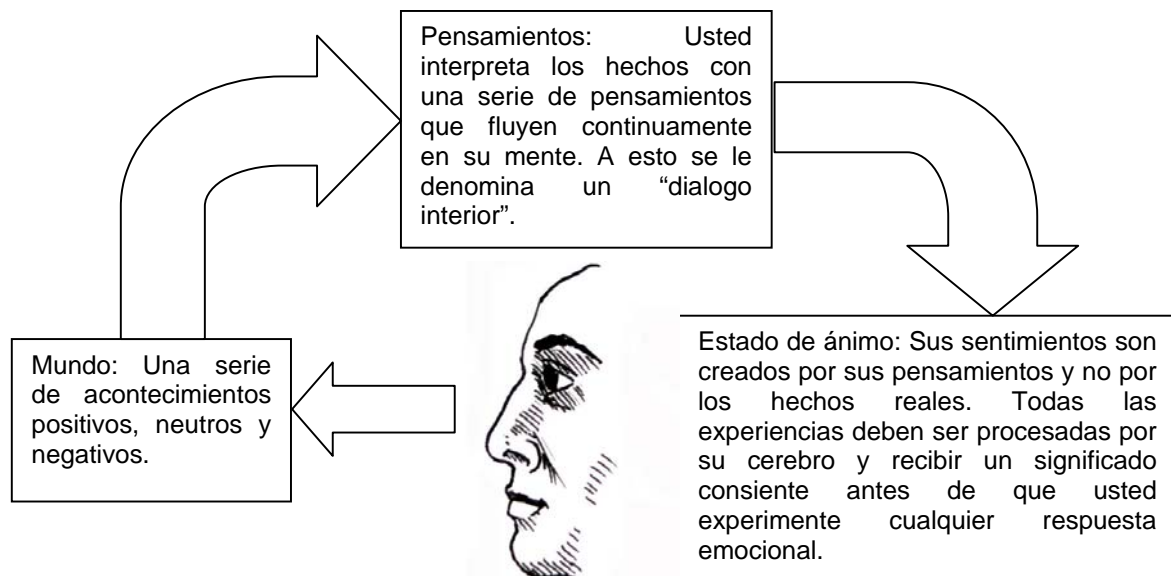 Pensamientos: Usted
interpreta los hechos con
una serie de pensamientos
que fluyen continuamente
en su mente. A esto se le
denomina un “dialogo
interior”.
Mundo: Una serie
de acontecimientos
positivos, neutros y
negativos.
Estado de ánimo: Sus sentimientos son
creados por sus pensamientos y no por
los hechos reales. Todas las
experiencias deben ser procesadas por
su cerebro y recibir un significado
consiente antes de que usted
experimente cualquier respuesta
emocional.